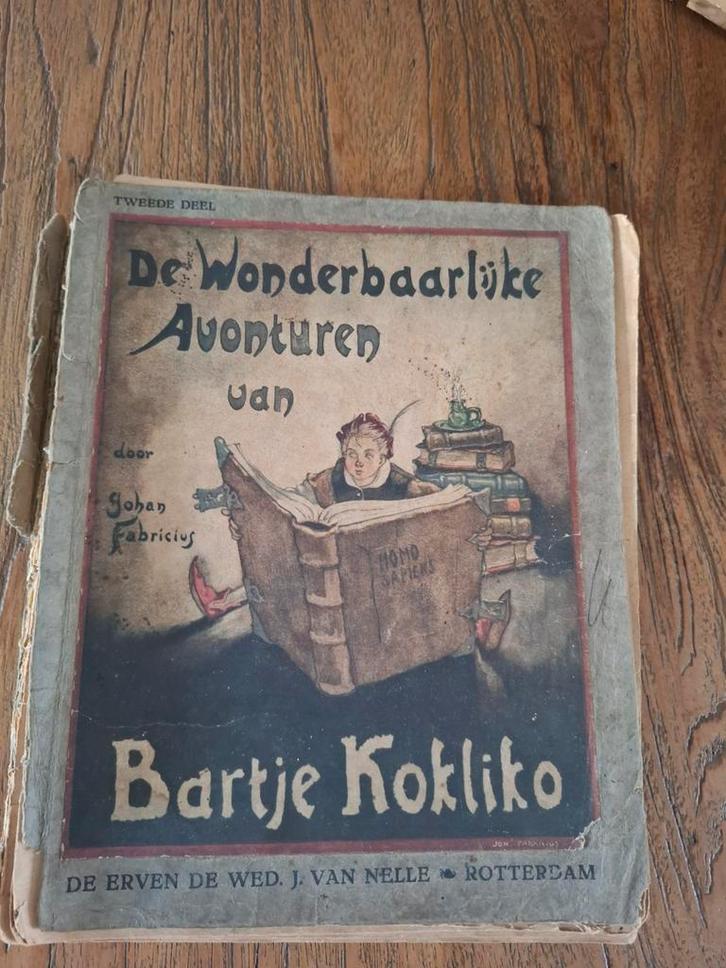 TWEEDE DEEL
De Wonderbaarlijke
Avonturen
van
door
Johan
Fabricius
HOMO
SAPIENS
Bartje Kokliko
JOH. FABRICIUS
DE ERVEN DE WED. J. VAN NELLE ROTTERDAM